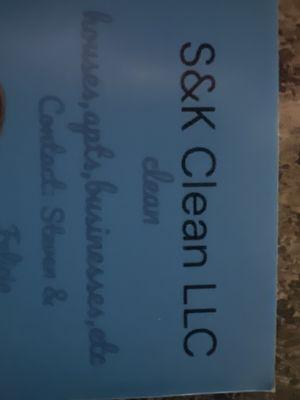 S&K Clean LLC
clean
houses,apts,businesses,etc
Contact: Steven &